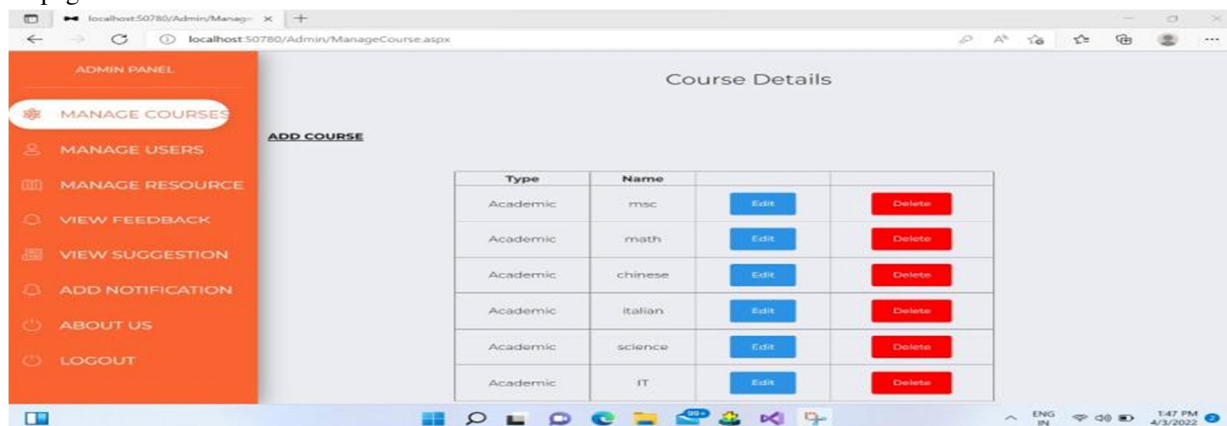 localhost:50780/Admin/Manage
localhost:50780/Admin/ManageCourse.aspx
ADMIN PANEL
Course Details
MANAGE COURSES
ADD COURSE
MANAGE USERS
MANAGE RESOURCE
VIEW FEEDBACK
VIEW SUGGESTION
ADD NOTIFICATION
ABOUT US
LOGOUT
Type Name
Academic msc Edit Delete
Academic math Edit Delete
Academic chinese Edit Delete
Academic italian Edit Delete
Academic science Edit Delete
Academic IT Edit Delete
99+
ENG
IN
1:47 PM
4/3/2022
2